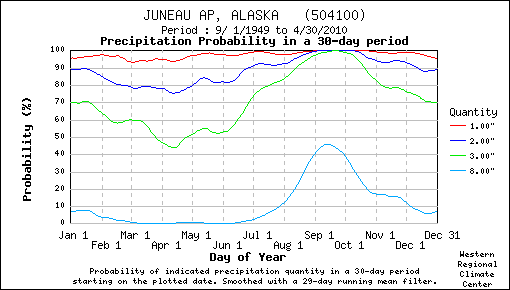 JUNEAU AP, ALASKA (504100)
Period : 9/ 1/1949 to 4/30/2010
Precipitation Probability in a 30-day period
Probability (%)
100
90
80
70
60
50
40
30
20
10
0
Jan 1 Mar 1 May 1 Jul 1 Sep 1 Nov 1 Dec 31
Feb 1 Apr 1 Jun 1 Aug 1 Oct 1 Dec 1
Day of Year
Quantity
1.00"
2.00"
3.00"
8.00"
Probability of indicated precipitation quantity in a 30-day period
starting on the plotted date. Smoothed with a 29-day running mean filter.
Western
Regional
Climate
Center